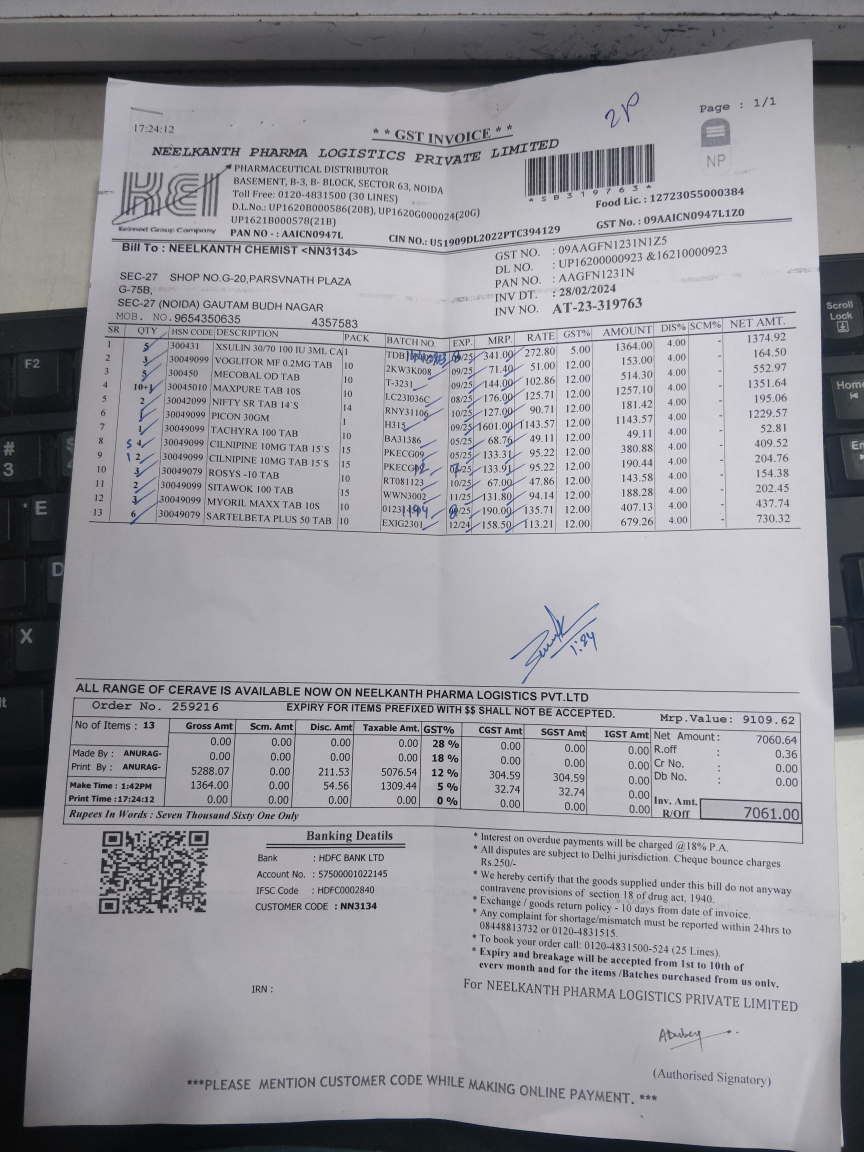 17:24:12
** GST INVOICE **
Page : 1/1
NEELKANTH PHARMA LOGISTICS PRIVATE LIMITED
NP
KEI
Keimed Group Company
PHARMACEUTICAL DISTRIBUTOR
BASEMENT, B-3, B- BLOCK, SECTOR 63, NOIDA
Toll Free: 0120-4831500 (30 LINES)
D.L.No.: UP1620B000586(20B), UP1620G000024(20G)
UP1621B000578(21B)
PAN NO - : AAICN0947L
CIN NO.: U51909DL2022PTC394129
*SB319763*
Food Lic. : 12723055000384
GST No. : 09AAICN0947L1Z0
Bill To : NEELKANTH CHEMIST <NN3134>
SEC-27 SHOP NO.G-20,PARSVNATH PLAZA
G-75B,
SEC-27 (NOIDA) GAUTAM BUDH NAGAR
MOB. NO.9654350635 4357583
GST NO. : 09AAGFN1231N1Z5
DL NO. : UP16200000923 &16210000923
PAN NO. : AAGFN1231N
INV DT. : 28/02/2024
INV NO. AT-23-319763
SR QTY HSN CODE DESCRIPTION PACK BATCH NO. EXP. MRP. RATE GST% AMOUNT DIS% SCM% NET AMT.
1 5 300431 XSULIN 30/70 100 IU 3ML CA 1 341.00 272.80 5.00 1364.00 4.00 - 1374.92
2 3 30049099 VOGLITOR MF 0.2MG TAB 10 2KW3K008 09/25 71.40 51.00 12.00 153.00 4.00 - 164.50
3 5 300450 MECOBAL OD TAB 10 T-3231 09/25 144.00 102.86 12.00 514.30 4.00 - 552.97
4 10+1 30045010 MAXPURE TAB 10S 10 LC231036C 08/25 176.00 125.71 12.00 1257.10 4.00 - 1351.64
5 2 30042099 NIFTY SR TAB 14`S 14 RNY31106 10/25 127.00 90.71 12.00 181.42 4.00 - 195.06
6 1 30049099 PICON 30GM 1 H315 09/25 1601.00 1143.57 12.00 1143.57 4.00 - 1229.57
7 1 30049099 TACHYRA 100 TAB 10 BA31386 05/25 68.76 49.11 12.00 49.11 4.00 - 52.81
8 4 30049099 CILNIPINE 10MG TAB 15`S 15 PKECG09 05/25 133.31 95.22 12.00 380.88 4.00 - 409.52
9 2 30049099 CILNIPINE 10MG TAB 15`S 15 133.91 95.22 12.00 190.44 4.00 - 204.76
10 3 30049079 ROSYS -10 TAB 10 RT081123 10/25 67.00 47.86 12.00 143.58 4.00 - 154.38
11 2 30049099 SITAWOK 100 TAB 15 WWN3002 11/25 131.80 94.14 12.00 188.28 4.00 - 202.45
12 3 30049099 MYORIL MAXX TAB 10S 10 190.00 135.71 12.00 407.13 4.00 - 437.74
13 6 30049079 SARTELBETA PLUS 50 TAB 10 EXIG2301 12/24 158.50 113.21 12.00 679.26 4.00 - 730.32
ALL RANGE OF CERAVE IS AVAILABLE NOW ON NEELKANTH PHARMA LOGISTICS PVT.LTD
Order No. 259216 EXPIRY FOR ITEMS PREFIXED WITH $$ SHALL NOT BE ACCEPTED. Mrp.Value: 9109.62
No of Items : 13 Gross Amt Scm. Amt Disc. Amt Taxable Amt. GST% CGST Amt SGST Amt IGST Amt
0.00 0.00 0.00 0.00 28 % 0.00 0.00 0.00
Made By : ANURAG- 0.00 0.00 0.00 0.00 18 % 0.00 0.00 0.00
Print By : ANURAG- 5288.07 0.00 211.53 5076.54 12 % 304.59 304.59 0.00
Make Time : 1:42PM 1364.00 0.00 54.56 1309.44 5 % 32.74 32.74 0.00
Print Time :17:24:12 0.00 0.00 0.00 0.00 0 % 0.00 0.00 0.00
Net Amount : 7060.64
R.off : 0.36
Cr No. : 0.00
Db No. : 0.00
Inv. Amt.
R/Off 7061.00
Rupees In Words : Seven Thousand Sixty One Only
Banking Deatils
Bank : HDFC BANK LTD
Account No. : 57500001022145
IFSC Code : HDFC0002840
CUSTOMER CODE : NN3134
IRN :
* Interest on overdue payments will be charged @18% P.A.
* All disputes are subject to Delhi jurisdiction. Cheque bounce charges
Rs.250/-
* We hereby certify that the goods supplied under this bill do not anyway
contravene provisions of section 18 of drug act, 1940.
* Exchange / goods return policy - 10 days from date of invoice.
* Any complaint for shortage/mismatch must be reported within 24hrs to
08448813732 or 0120-4831515.
* To book your order call: 0120-4831500-524 (25 Lines).
* Expiry and breakage will be accepted from 1st to 10th of
every month and for the items /Batches purchased from us only.
For NEELKANTH PHARMA LOGISTICS PRIVATE LIMITED
(Authorised Signatory)
***PLEASE MENTION CUSTOMER CODE WHILE MAKING ONLINE PAYMENT. ***
F2
#
3
$
E
D
X
Scroll
Lock
Home